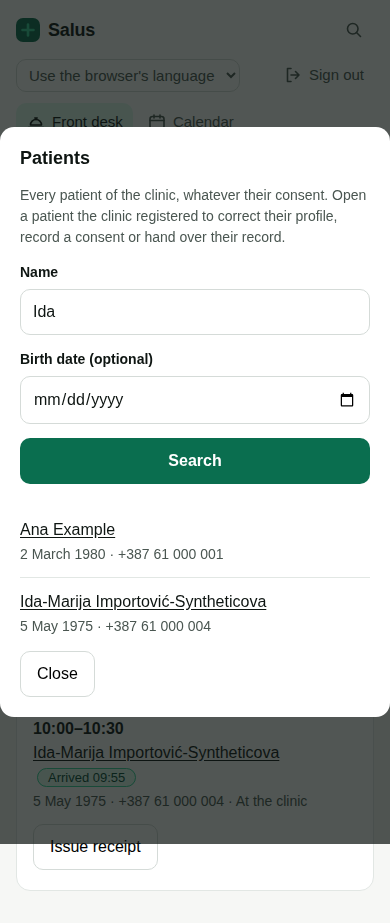 Salus
Use the browser's language
Sign out
Front desk
Calendar
Patients
Every patient of the clinic, whatever their consent. Open
a patient the clinic registered to correct their profile,
record a consent or hand over their record.
Name
Ida
Birth date (optional)
mm/dd/yyyy
Search
Ana Example
2 March 1980 · +387 61 000 001
Ida-Marija Importović-Syntheticova
5 May 1975 · +387 61 000 004
Close
10:00–10:30
Ida-Marija Importović-Syntheticova
Arrived 09:55
5 May 1975 · +387 61 000 004 · At the clinic
Issue receipt